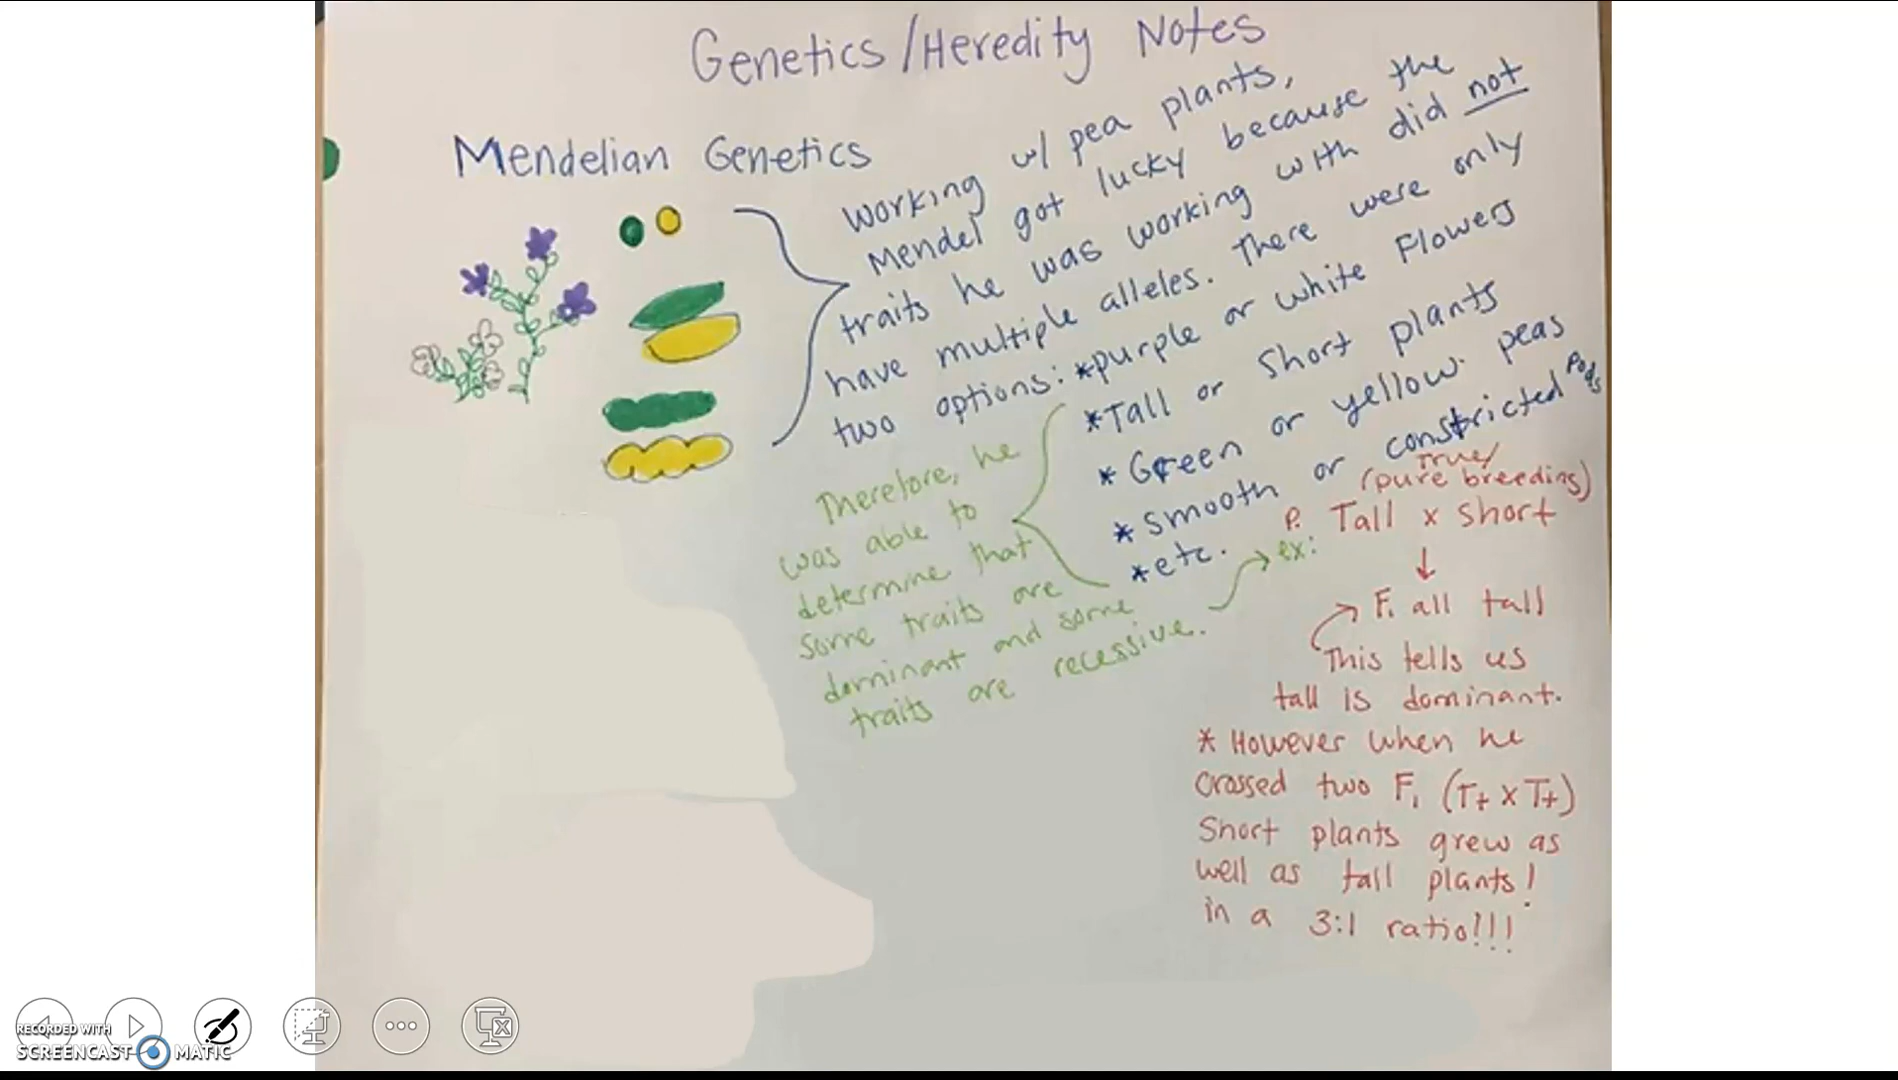 Genetics/Heredity Notes
Mendelian Genetics
Working w/ pea plants,
Mendel got lucky because the
traits he was working with did not
have multiple alleles. There were only
two options: *purple or white Flowers
*Tall or short plants
*Green or yellow peas
*smooth or constricted pods
*etc.
Therefore, he
was able to
determine that
some traits are
dominant and some
traits are recessive.
ex:
true/
(pure breeding)
P. Tall x short
F₁ all tall
This tells us
tall is dominant.
* However when he
crossed two F₁ (Tt x Tt)
Short plants grew as
well as tall plants!
in a 3:1 ratio!!!
RECORDED WITH
SCREENCAST MATIC